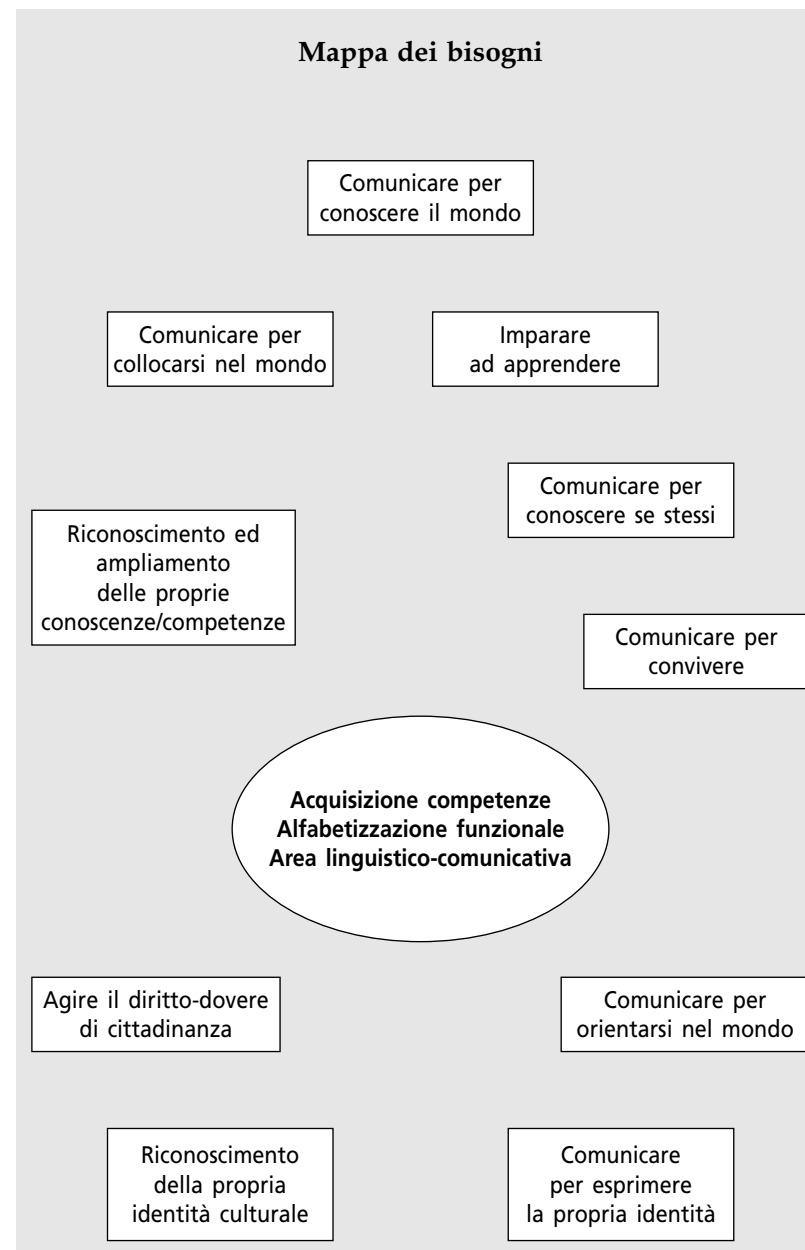 Mappa dei bisogni
Comunicare per
conoscere il mondo
Comunicare per
collocarsi nel mondo
Imparare
ad apprendere
Comunicare per
conoscere se stessi
Riconoscimento ed
ampliamento
delle proprie
conoscenze/competenze
Comunicare per
convivere
Acquisizione competenze
Alfabetizzazione funzionale
Area linguistico-comunicativa
Agire il diritto-dovere
di cittadinanza
Comunicare per
orientarsi nel mondo
Riconoscimento
della propria
identità culturale
Comunicare
per esprimere
la propria identità